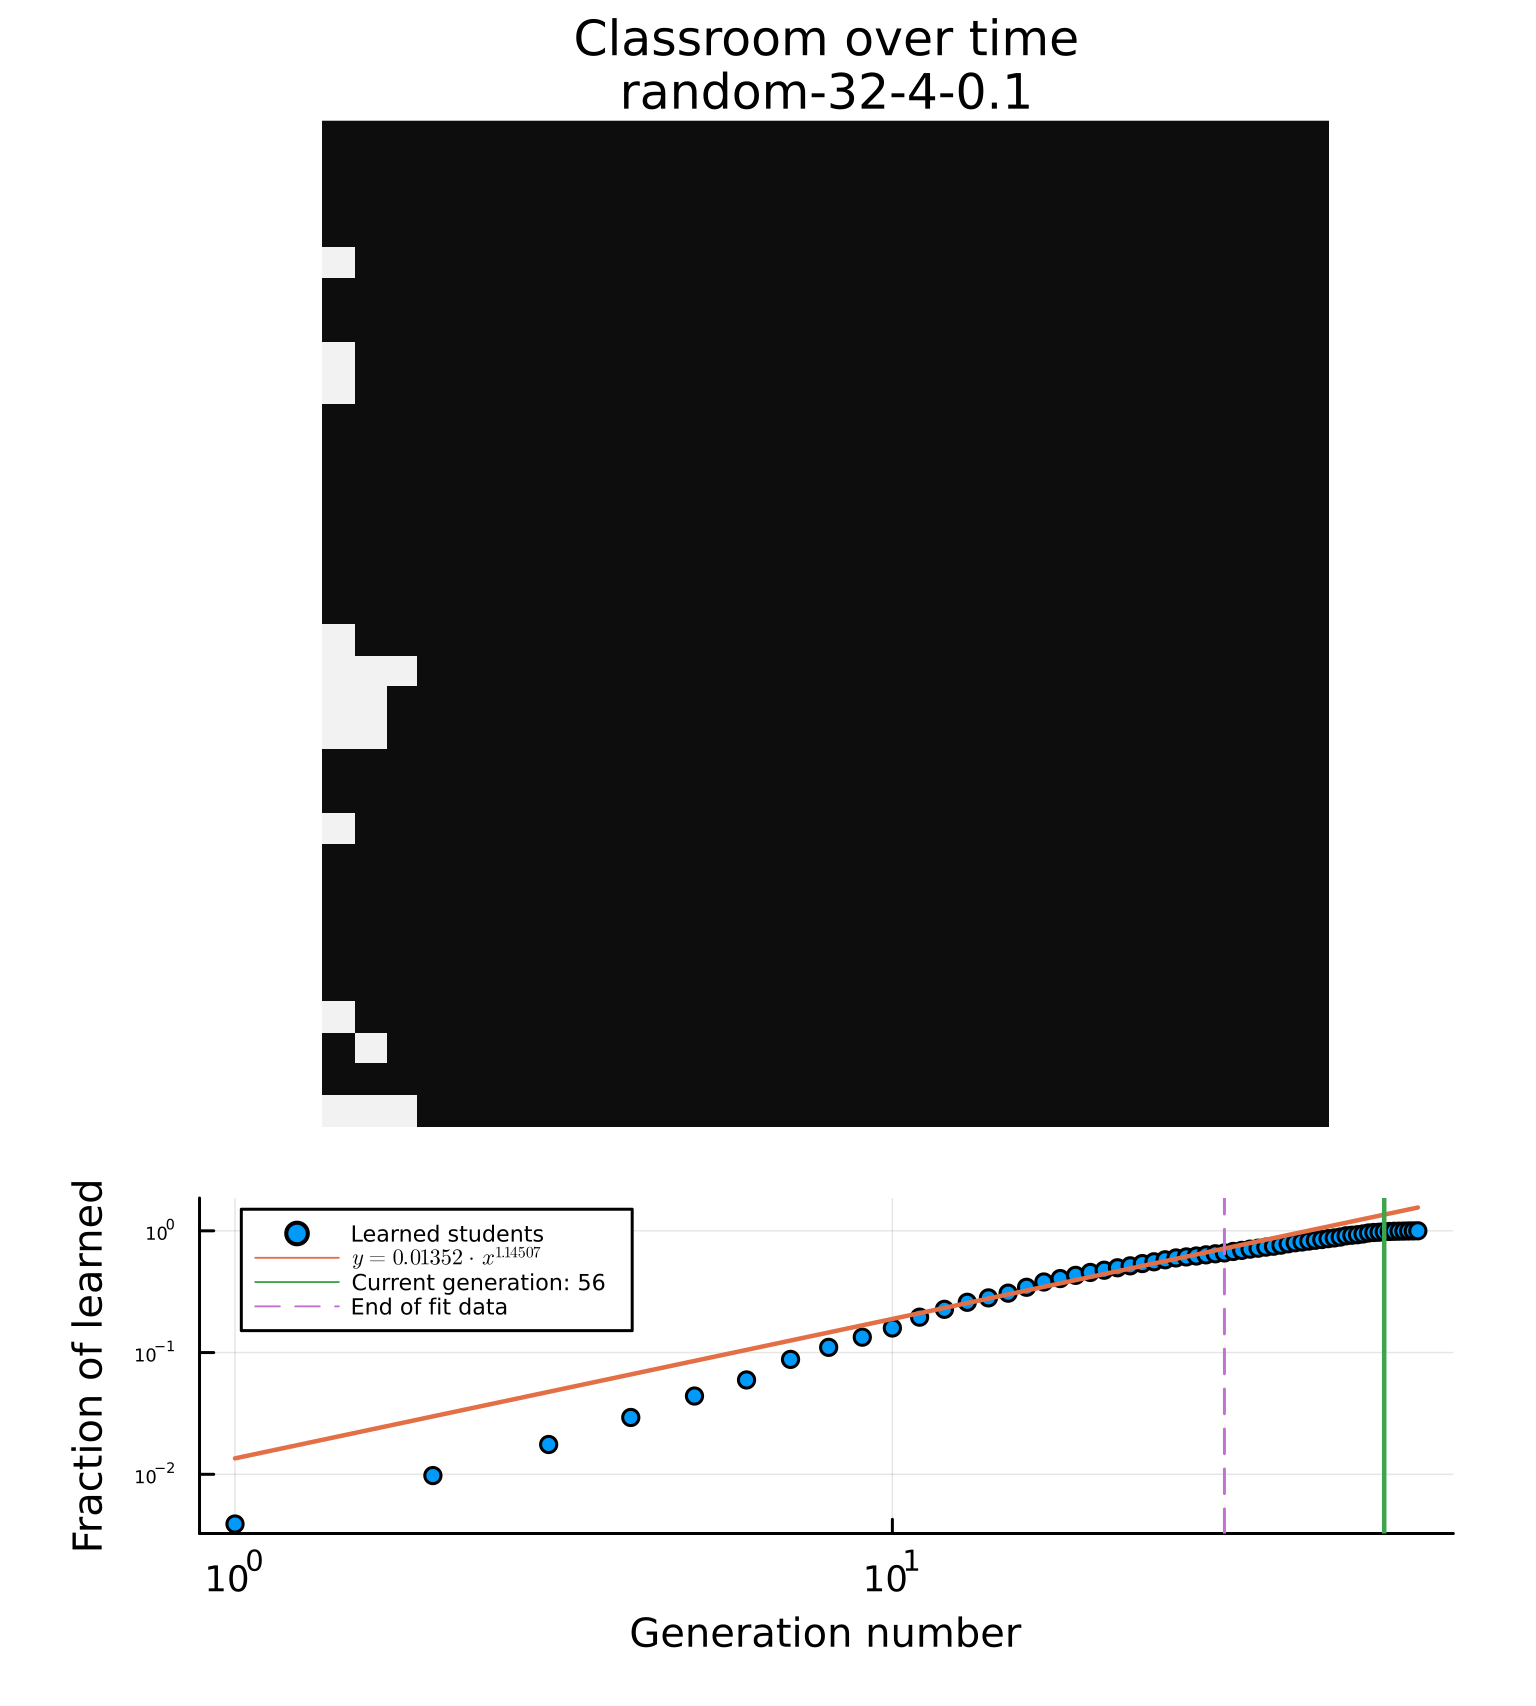 Classroom over time
random-32-4-0.1
Fraction of learned
10^0
10^-1
10^-2
Learned students
y = 0.01352 · x^1.14507
Current generation: 56
End of fit data
10^0
10^1
Generation number